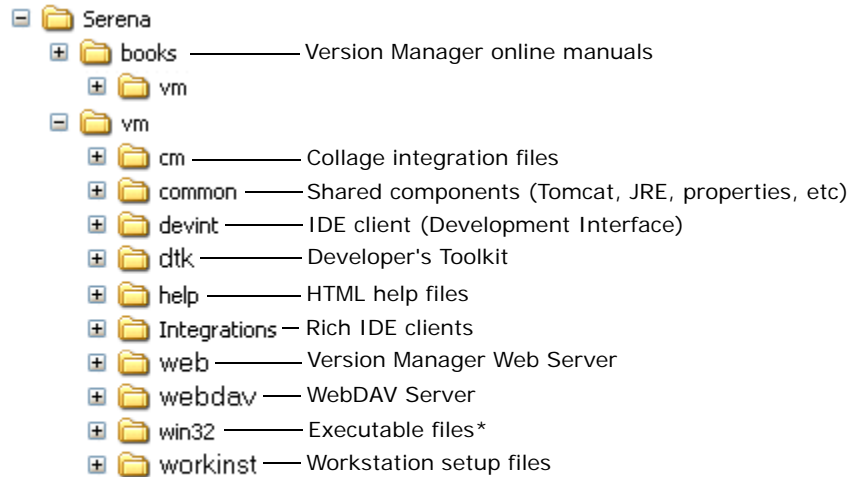 Serena
books Version Manager online manuals
vm
vm
cm Collage integration files
common Shared components (Tomcat, JRE, properties, etc)
devint IDE client (Development Interface)
dtk Developer's Toolkit
help HTML help files
Integrations Rich IDE clients
web Version Manager Web Server
webdav WebDAV Server
win32 Executable files*
workinst Workstation setup files